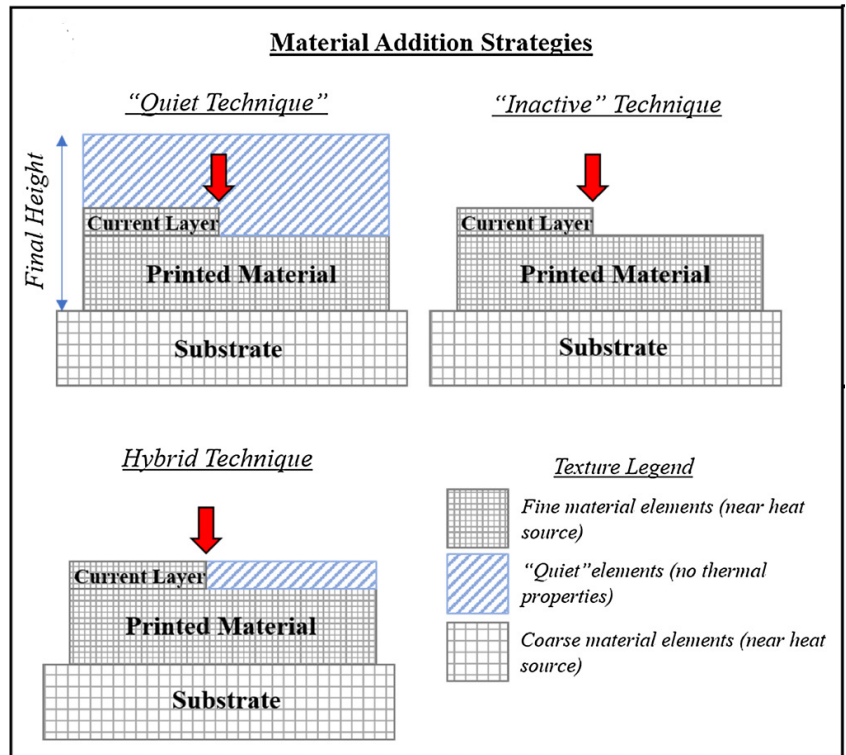 Material Addition Strategies
“Quiet Technique”
“Inactive” Technique
Final Height
Current Layer
Printed Material
Substrate
Current Layer
Printed Material
Substrate
Hybrid Technique
Current Layer
Printed Material
Substrate
Texture Legend
Fine material elements (near heat
source)
“Quiet”elements (no thermal
properties)
Coarse material elements (near heat
source)